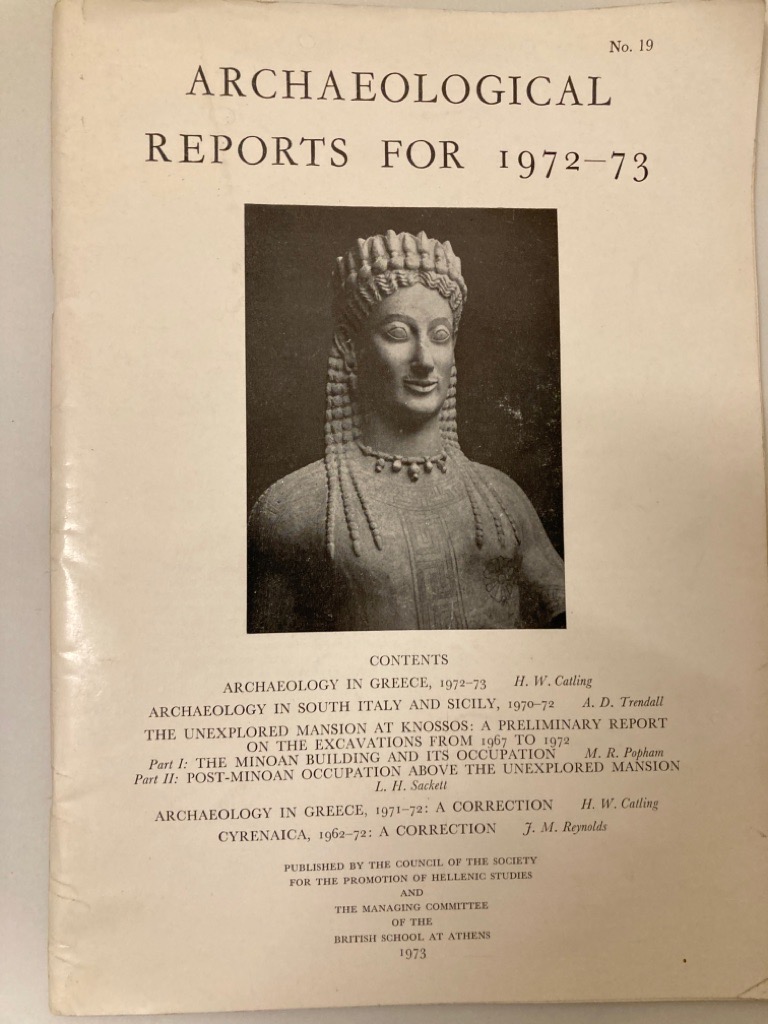 No. 19
ARCHAEOLOGICAL
REPORTS FOR 1972–73
CONTENTS
ARCHAEOLOGY IN GREECE, 1972–73 H. W. Catling
ARCHAEOLOGY IN SOUTH ITALY AND SICILY, 1970–72 A. D. Trendall
THE UNEXPLORED MANSION AT KNOSSOS: A PRELIMINARY REPORT
ON THE EXCAVATIONS FROM 1967 TO 1972
Part I: THE MINOAN BUILDING AND ITS OCCUPATION M. R. Popham
Part II: POST-MINOAN OCCUPATION ABOVE THE UNEXPLORED MANSION
L. H. Sackett
ARCHAEOLOGY IN GREECE, 1971–72: A CORRECTION H. W. Catling
CYRENAICA, 1962–72: A CORRECTION J. M. Reynolds
PUBLISHED BY THE COUNCIL OF THE SOCIETY
FOR THE PROMOTION OF HELLENIC STUDIES
AND
THE MANAGING COMMITTEE
OF THE
BRITISH SCHOOL AT ATHENS
1973